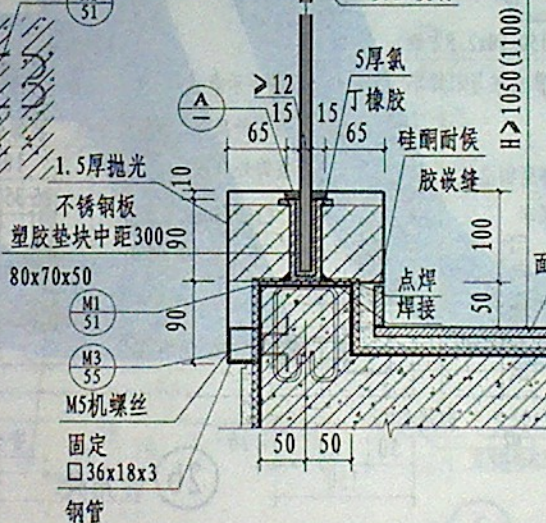 51
5厚氯
丁橡胶
≥12
A
15 15
65 65
H≥1050(1100)
硅酮耐侯
胶嵌缝
1.5厚抛光
不锈钢板
10
塑胶垫块中距300
90
80x70x50
100
点焊
焊接
50
M1
51
90
M3
55
M5机螺丝
固定
□36x18x3
钢管
50 50